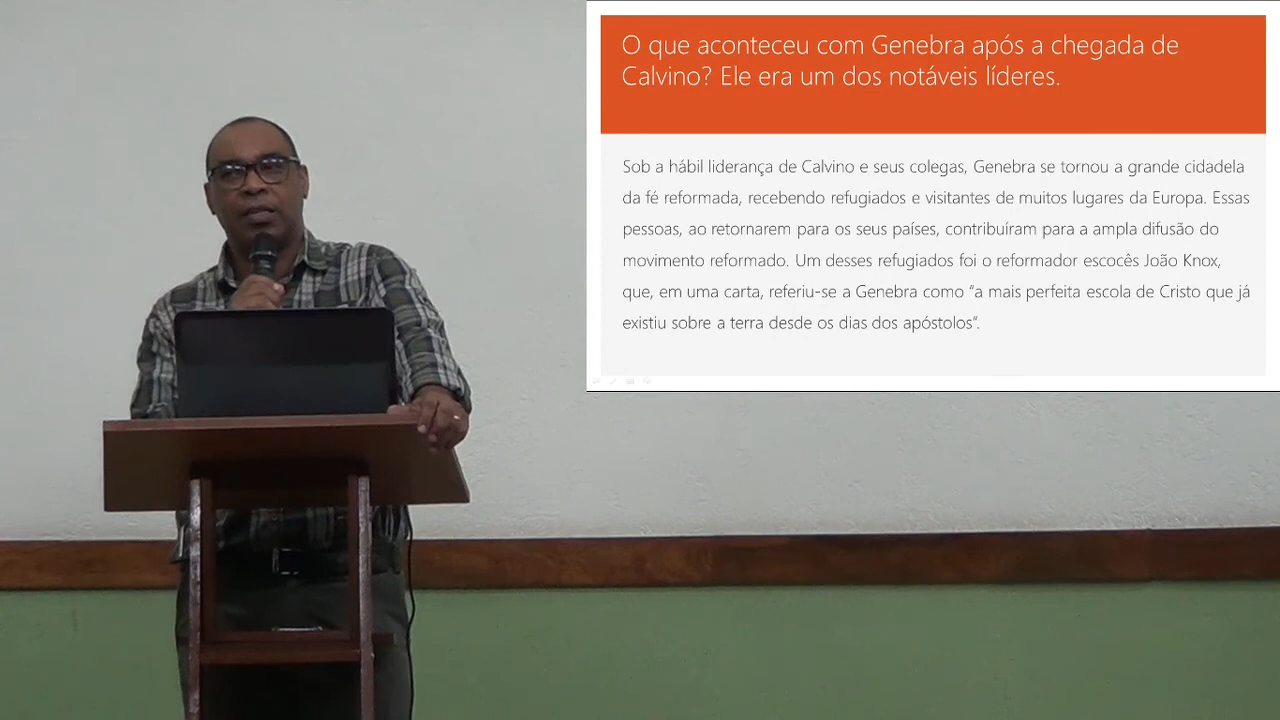 O que aconteceu com Genebra após a chegada de
Calvino? Ele era um dos notáveis líderes.
Sob a hábil liderança de Calvino e seus colegas, Genebra se tornou a grande cidadela
da fé reformada, recebendo refugiados e visitantes de muitos lugares da Europa. Essas
pessoas, ao retornarem para os seus países, contribuíram para a ampla difusão do
movimento reformado. Um desses refugiados foi o reformador escocês João Knox,
que, em uma carta, referiu-se a Genebra como “a mais perfeita escola de Cristo que já
existiu sobre a terra desde os dias dos apóstolos”.